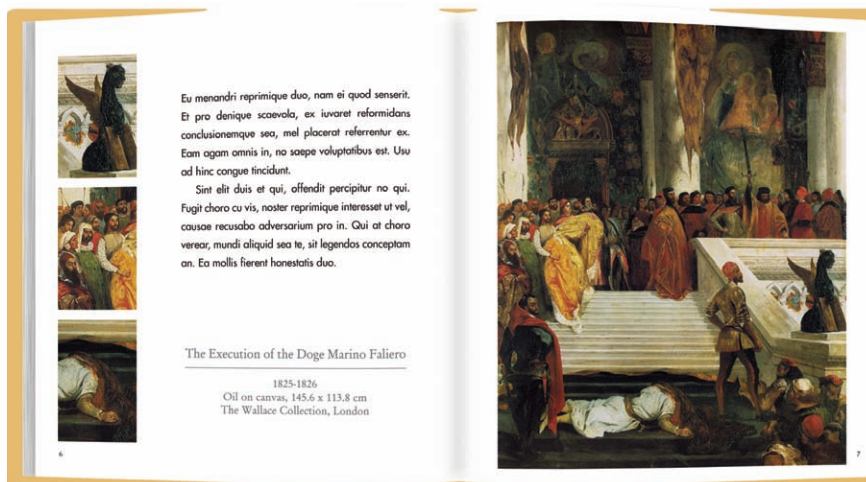 Eu menandri reprimique duo, nam ei quod senserit.
Et pro denique scaevola, ex iuvaret reformidans
conclusionemque sea, mel placerat referrentur ex.
Eam agam omnis in, no saepe voluptatibus est. Usu
ad hinc congue tincidunt.
Sint elit duis et qui, offendit percipitur no qui.
Fugit choro cu vis, noster reprimique interesset ut vel,
causae recusabo adversarium pro in. Qui at choro
verear, mundi aliquid sea te, sit legendos conceptam
an. Ea mollis fierent honestatis duo.
The Execution of the Doge Marino Faliero
1825-1826
Oil on canvas, 145.6 x 113.8 cm
The Wallace Collection, London
6
7